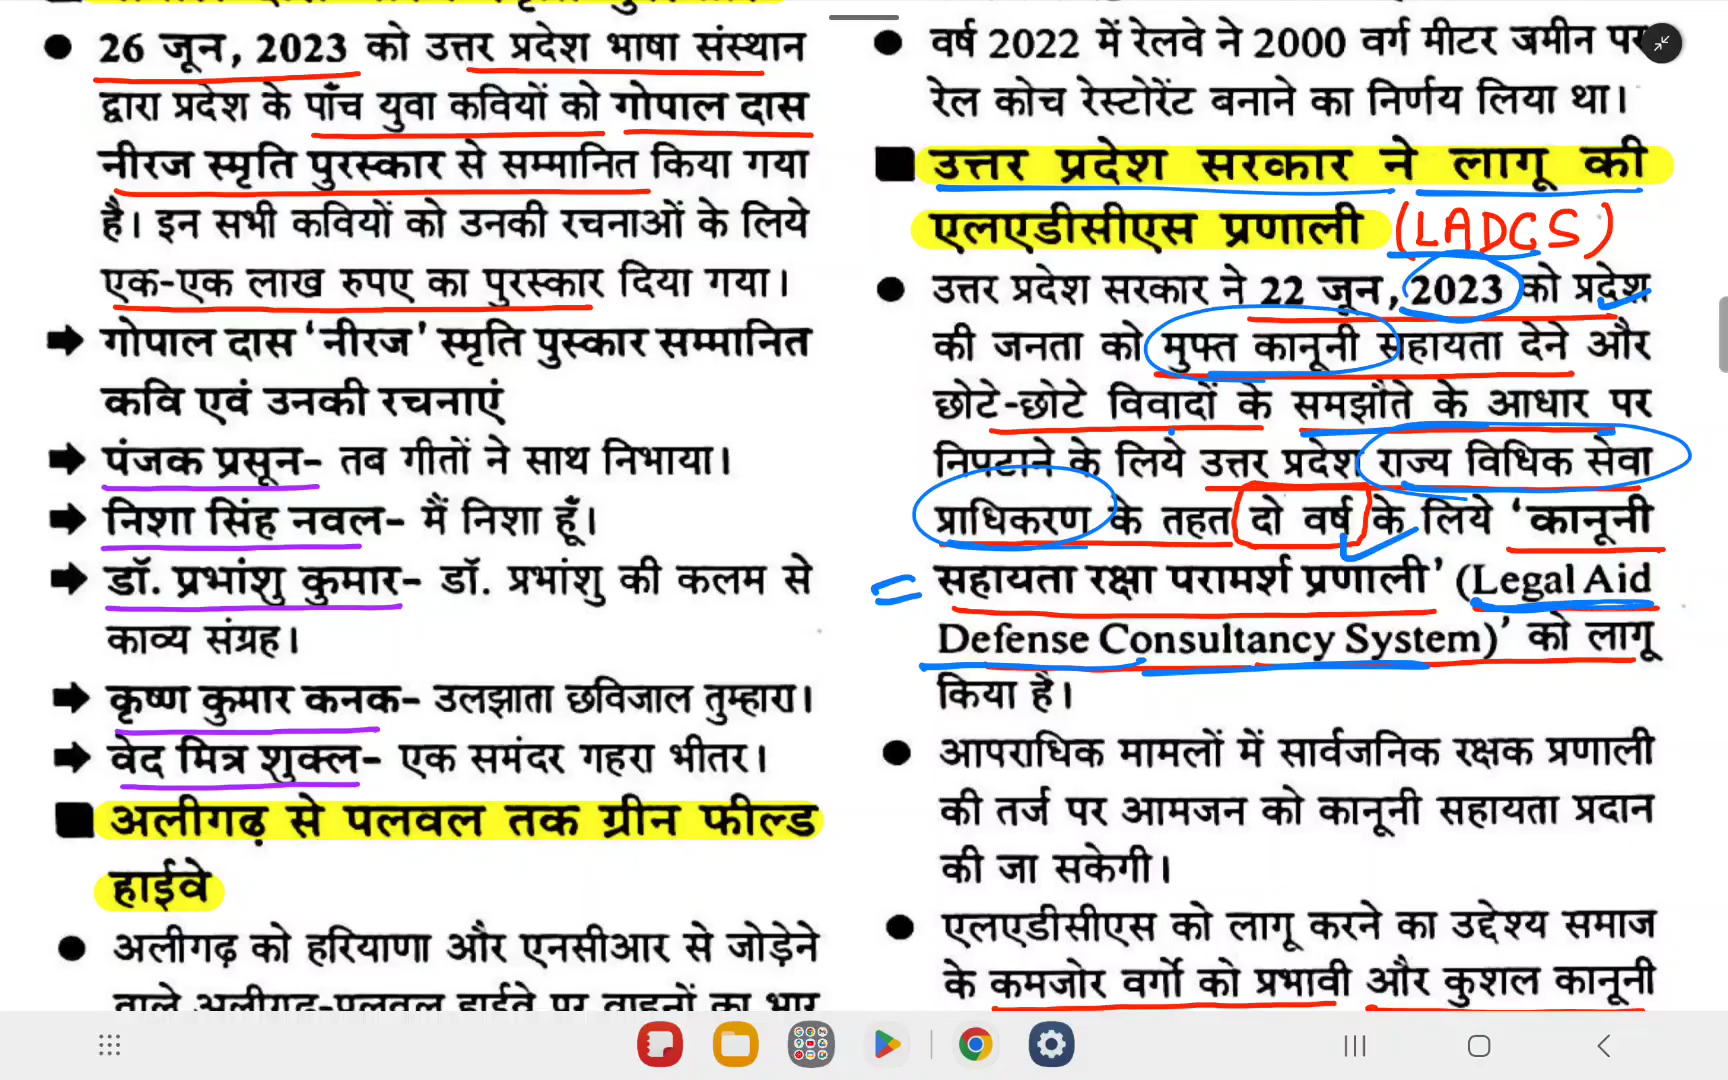 26 जून, 2023 को उत्तर प्रदेश भाषा संस्थान
द्वारा प्रदेश के पाँच युवा कवियों को गोपाल दास
नीरज स्मृति पुरस्कार से सम्मानित किया गया
है। इन सभी कवियों को उनकी रचनाओं के लिये
एक-एक लाख रुपए का पुरस्कार दिया गया।
गोपाल दास ‘नीरज’ स्मृति पुस्कार सम्मानित
कवि एवं उनकी रचनाएं
पंजक प्रसून- तब गीतों ने साथ निभाया।
निशा सिंह नवल- मैं निशा हूँ।
डॉ. प्रभांशु कुमार- डॉ. प्रभांशु की कलम से
काव्य संग्रह।
कृष्ण कुमार कनक- उलझाता छविजाल तुम्हारा।
वेद मित्र शुक्ल- एक समंदर गहरा भीतर।
अलीगढ़ से पलवल तक ग्रीन फील्ड
हाईवे
अलीगढ़ को हरियाणा और एनसीआर से जोड़ेने
वाले अलीगढ़-पलवल हाईवे पर वाहनों का भार
वर्ष 2022 में रेलवे ने 2000 वर्ग मीटर जमीन पर
रेल कोच रेस्टोरेंट बनाने का निर्णय लिया था।
उत्तर प्रदेश सरकार ने लागू की
एलएडीसीएस प्रणाली (LADCS)
उत्तर प्रदेश सरकार ने 22 जून, 2023 को प्रदेश
की जनता को मुफ्त कानूनी सहायता देने और
छोटे-छोटे विवादों के समझौते के आधार पर
निपटाने के लिये उत्तर प्रदेश राज्य विधिक सेवा
प्राधिकरण के तहत दो वर्ष के लिये ‘कानूनी
सहायता रक्षा परामर्श प्रणाली’ (Legal Aid
Defense Consultancy System)’ को लागू
किया है।
आपराधिक मामलों में सार्वजनिक रक्षक प्रणाली
की तर्ज पर आमजन को कानूनी सहायता प्रदान
की जा सकेगी।
एलएडीसीएस को लागू करने का उद्देश्य समाज
के कमजोर वर्गो को प्रभावी और कुशल कानूनी